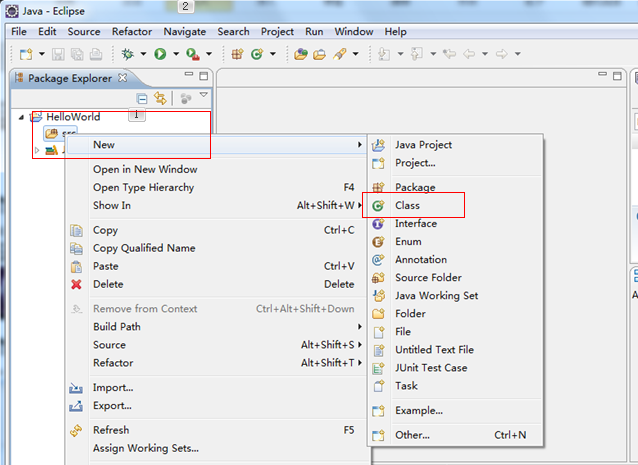 Java - Eclipse
2
File Edit Source Refactor Navigate Search Project Run Window Help
Package Explorer
1
HelloWorld
src
New
Open in New Window
Open Type Hierarchy F4
Show In Alt+Shift+W
Copy Ctrl+C
Copy Qualified Name
Paste Ctrl+V
Delete Delete
Remove from Context Ctrl+Alt+Shift+Down
Build Path
Source Alt+Shift+S
Refactor Alt+Shift+T
Import...
Export...
Refresh F5
Assign Working Sets...
Java Project
Project...
Package
Class
Interface
Enum
Annotation
Source Folder
Java Working Set
Folder
File
Untitled Text File
JUnit Test Case
Task
Example...
Other... Ctrl+N